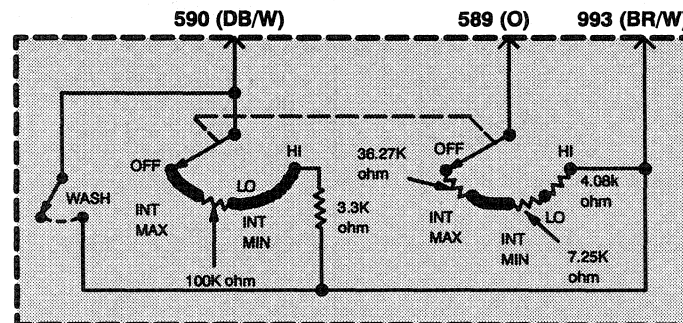 590 (DB/W) 589 (O) 993 (BR/W)
OFF
HI
36.27K
ohm
OFF
HI
WASH
INT
MAX
LO
INT
MIN
3.3K
ohm
INT
MAX
LO
4.08k
ohm
INT
MIN
7.25K
ohm
100K ohm